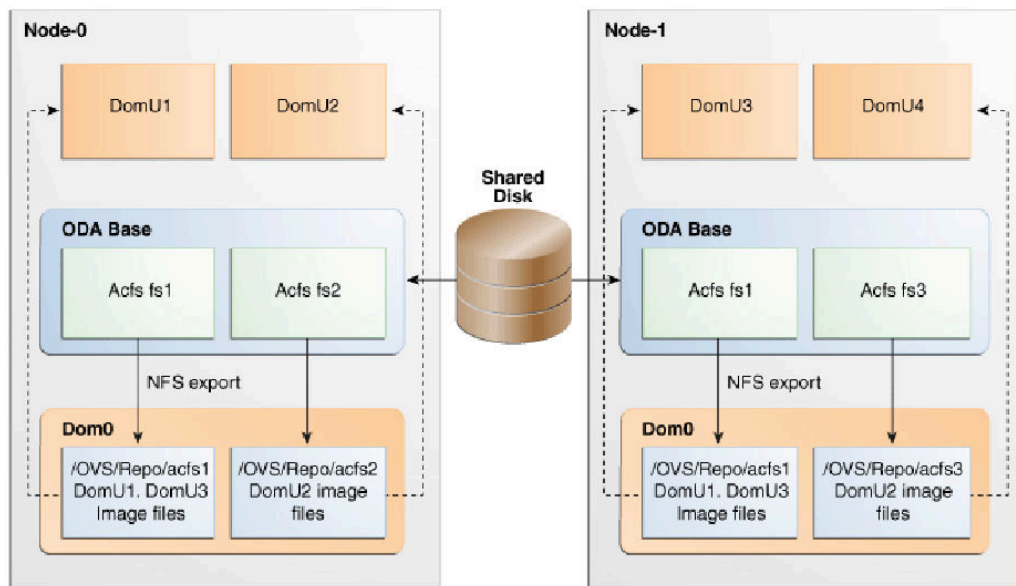 Node-0
DomU1
DomU2
ODA Base
Acfs fs1
Acfs fs2
NFS export
Dom0
/OVS/Repo/acfs1
DomU1. DomU3
Image files
/OVS/Repo/acfs2
DomU2 image
files
Shared
Disk
Node-1
DomU3
DomU4
ODA Base
Acfs fs1
Acfs fs3
NFS export
Dom0
/OVS/Repo/acfs1
DomU1. DomU3
Image files
/OVS/Repo/acfs3
DomU2 image
files